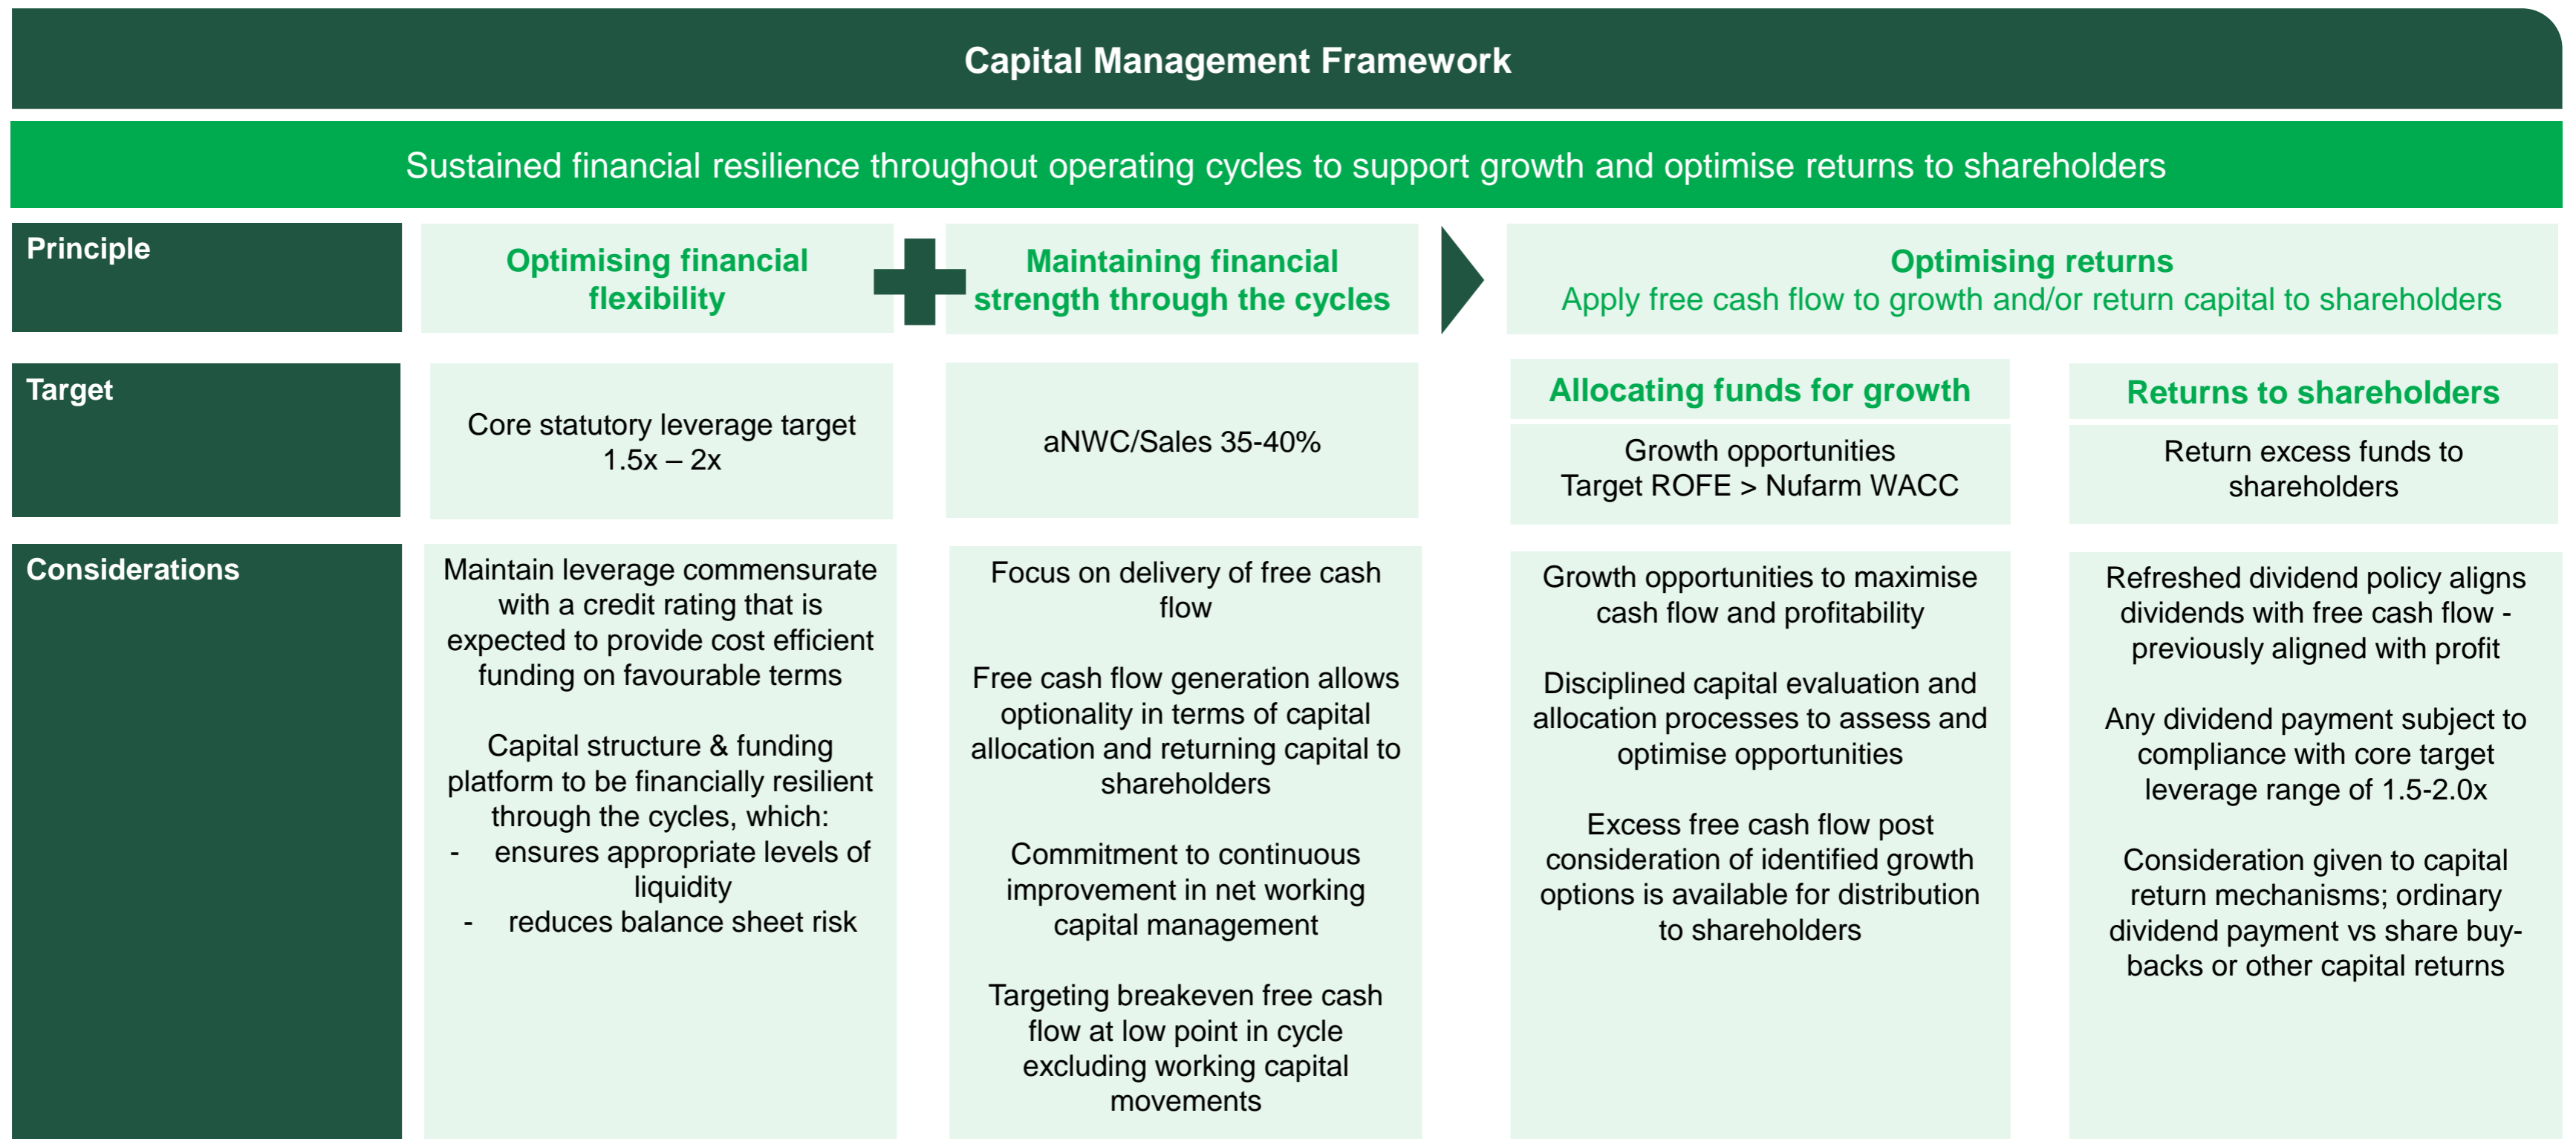 Capital Management Framework
Sustained financial resilience throughout operating cycles to support growth and optimise returns to shareholders
Principle
Optimising financial
flexibility
Maintaining financial
strength through the cycles
Optimising returns
Apply free cash flow to growth and/or return capital to shareholders
Target
Core statutory leverage target
1.5x – 2x
aNWC/Sales 35-40%
Allocating funds for growth
Growth opportunities
Target ROFE > Nufarm WACC
Returns to shareholders
Return excess funds to
shareholders
Considerations
Maintain leverage commensurate
with a credit rating that is
expected to provide cost efficient
funding on favourable terms
Capital structure & funding
platform to be financially resilient
through the cycles, which:
- ensures appropriate levels of
liquidity
- reduces balance sheet risk
Focus on delivery of free cash
flow
Free cash flow generation allows
optionality in terms of capital
allocation and returning capital to
shareholders
Commitment to continuous
improvement in net working
capital management
Targeting breakeven free cash
flow at low point in cycle
excluding working capital
movements
Growth opportunities to maximise
cash flow and profitability
Disciplined capital evaluation and
allocation processes to assess and
optimise opportunities
Excess free cash flow post
consideration of identified growth
options is available for distribution
to shareholders
Refreshed dividend policy aligns
dividends with free cash flow -
previously aligned with profit
Any dividend payment subject to
compliance with core target
leverage range of 1.5-2.0x
Consideration given to capital
return mechanisms; ordinary
dividend payment vs share buy-
backs or other capital returns